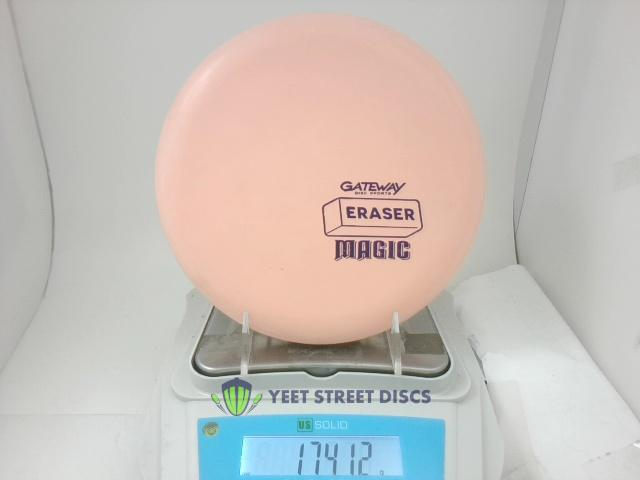 GATEWAY
DISC SPORTS
ERASER
MAGIC
YEET STREET DISCS
US SOLID
174.12 g